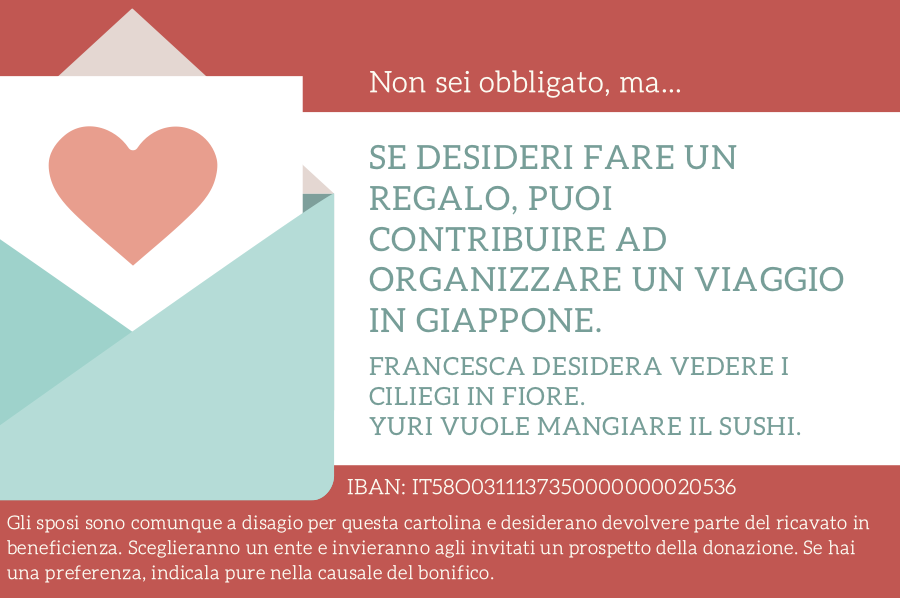 Non sei obbligato, ma...
SE DESIDERI FARE UN
REGALO, PUOI
CONTRIBUIRE AD
ORGANIZZARE UN VIAGGIO
IN GIAPPONE.
FRANCESCA DESIDERA VEDERE I
CILIEGI IN FIORE.
YURI VUOLE MANGIARE IL SUSHI.
IBAN: IT58O0311137350000000020536
Gli sposi sono comunque a disagio per questa cartolina e desiderano devolvere parte del ricavato in
beneficienza. Sceglieranno un ente e invieranno agli invitati un prospetto della donazione. Se hai
una preferenza, indicala pure nella causale del bonifico.